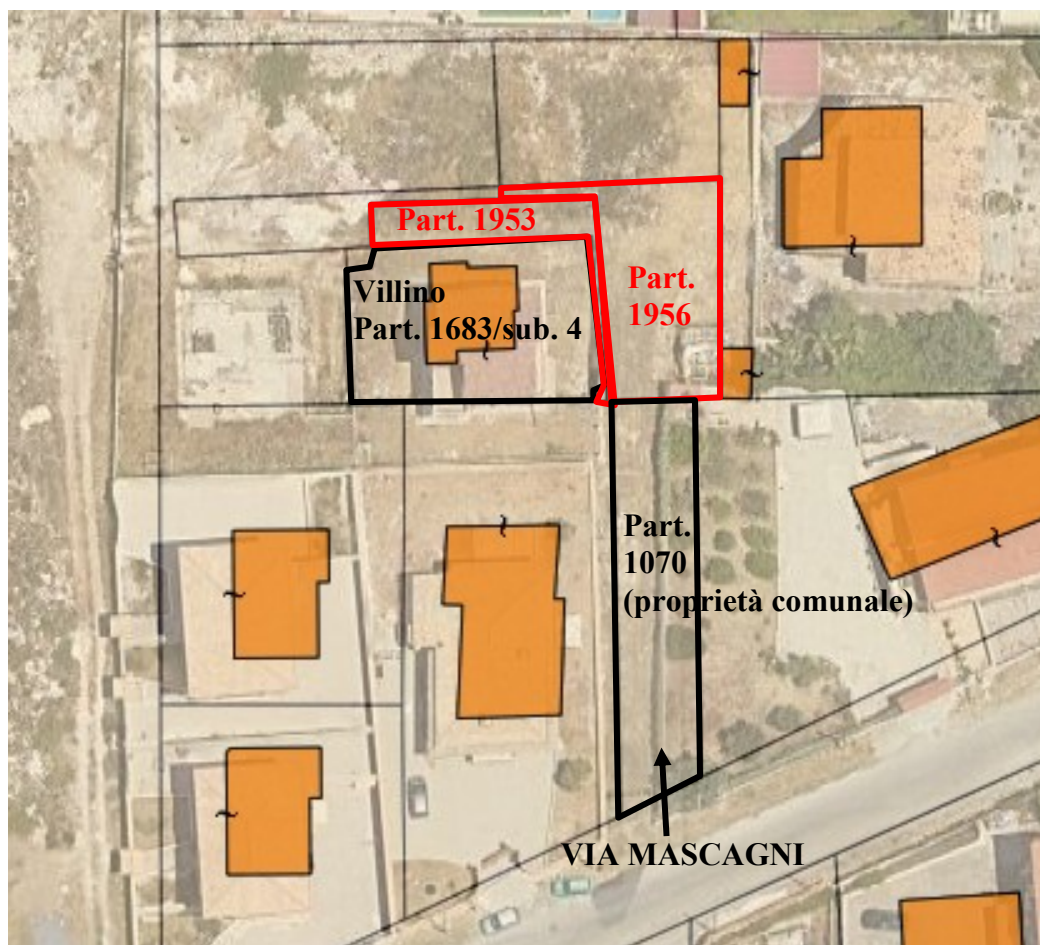 Part. 1953
Part.
1956
Villino
Part. 1683/sub. 4
Part.
1070
(proprietà comunale)
VIA MASCAGNI